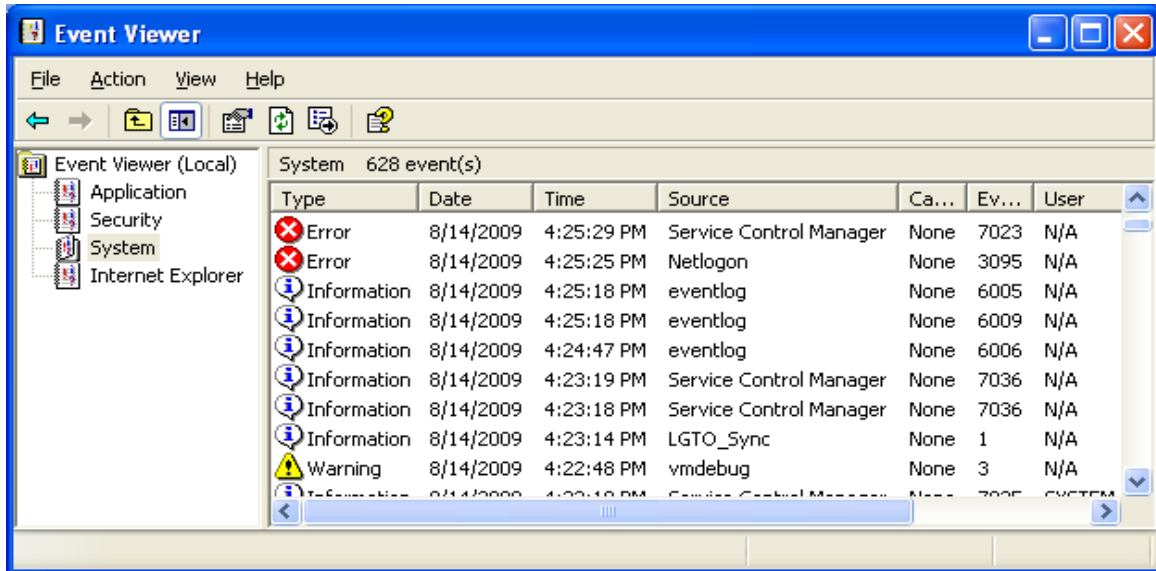 Event Viewer
File Action View Help
Event Viewer (Local)
Application
Security
System
Internet Explorer
System 628 event(s)
Type Date Time Source Ca... Ev... User
Error 8/14/2009 4:25:29 PM Service Control Manager None 7023 N/A
Error 8/14/2009 4:25:25 PM Netlogon None 3095 N/A
Information 8/14/2009 4:25:18 PM eventlog None 6005 N/A
Information 8/14/2009 4:25:18 PM eventlog None 6009 N/A
Information 8/14/2009 4:24:47 PM eventlog None 6006 N/A
Information 8/14/2009 4:23:19 PM Service Control Manager None 7036 N/A
Information 8/14/2009 4:23:18 PM Service Control Manager None 7036 N/A
Information 8/14/2009 4:23:14 PM LGTO_Sync None 1 N/A
Warning 8/14/2009 4:22:48 PM vmdebug None 3 N/A